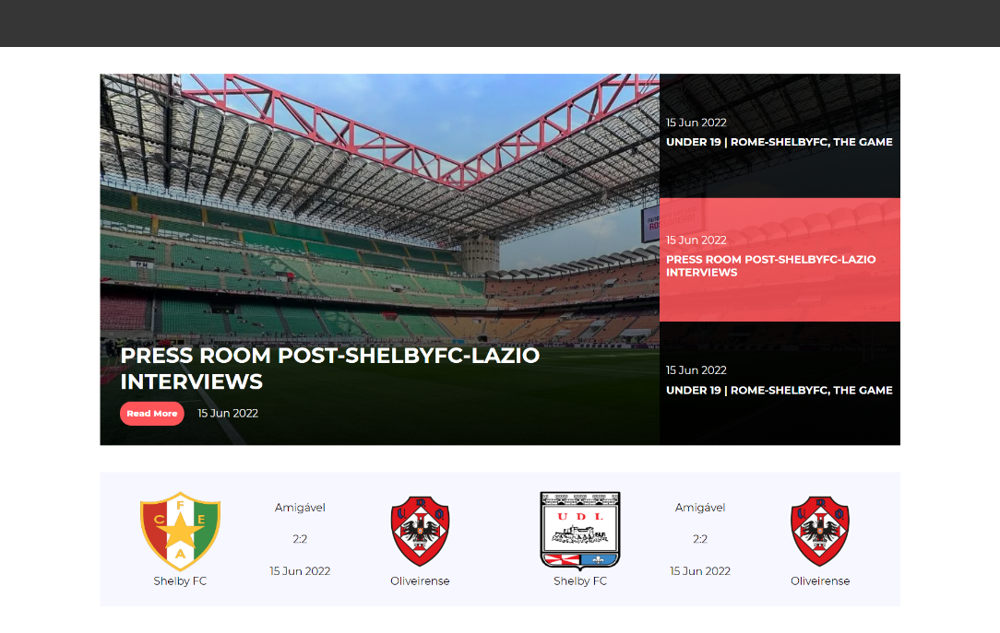 15 Jun 2022
UNDER 19 | ROME-SHELBYFC, THE GAME
15 Jun 2022
PRESS ROOM POST-SHELBYFC-LAZIO
INTERVIEWS
15 Jun 2022
UNDER 19 | ROME-SHELBYFC, THE GAME
PRESS ROOM POST-SHELBYFC-LAZIO
INTERVIEWS
Read More
15 Jun 2022
F
C E
A
Shelby FC
Amigável
2:2
15 Jun 2022
U D O
Oliveirense
U D L
Shelby FC
Amigável
2:2
15 Jun 2022
U D O
Oliveirense